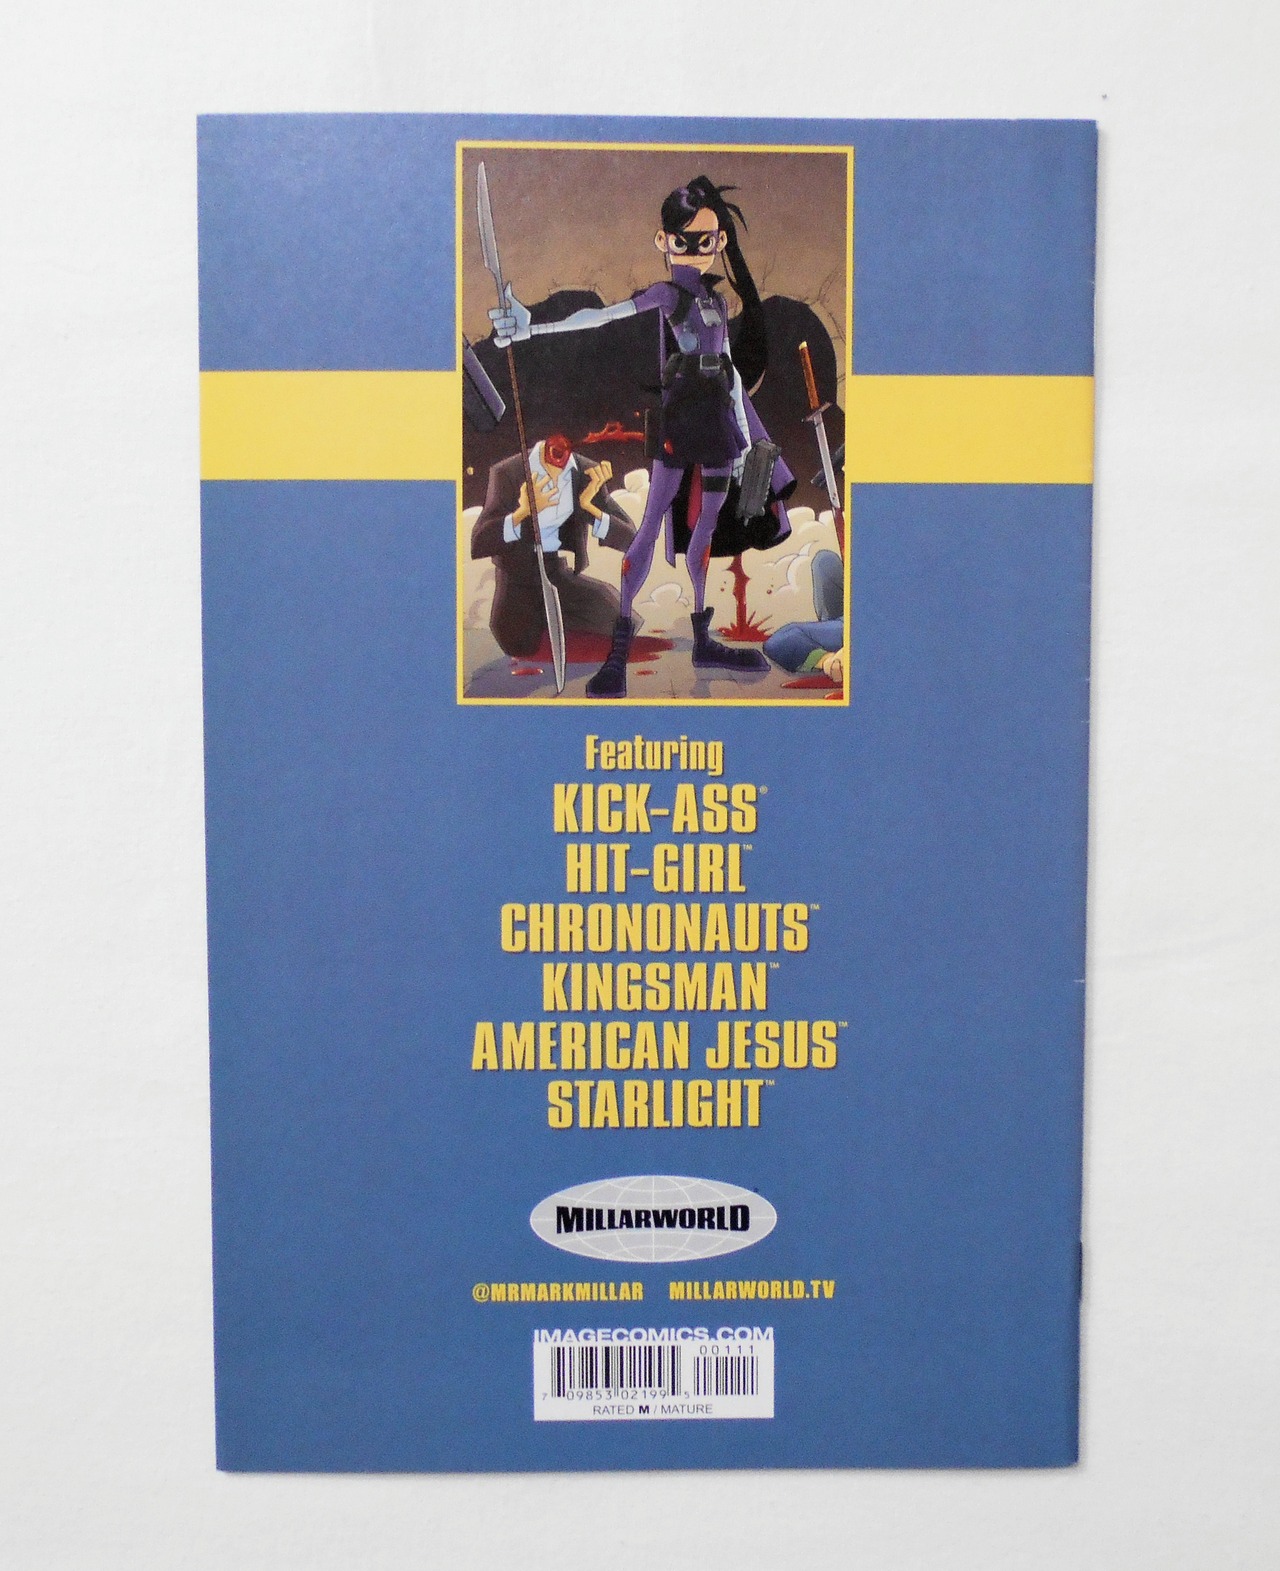 Featuring
KICK-ASS®
HIT-GIRL™
CHRONONAUTS™
KINGSMAN™
AMERICAN JESUS™
STARLIGHT™
MILLARWORLD
@MRMARKMILLAR MILLARWORLD.TV
IMAGECOMICS.COM
00111
7 09853 02199 5
RATED M / MATURE